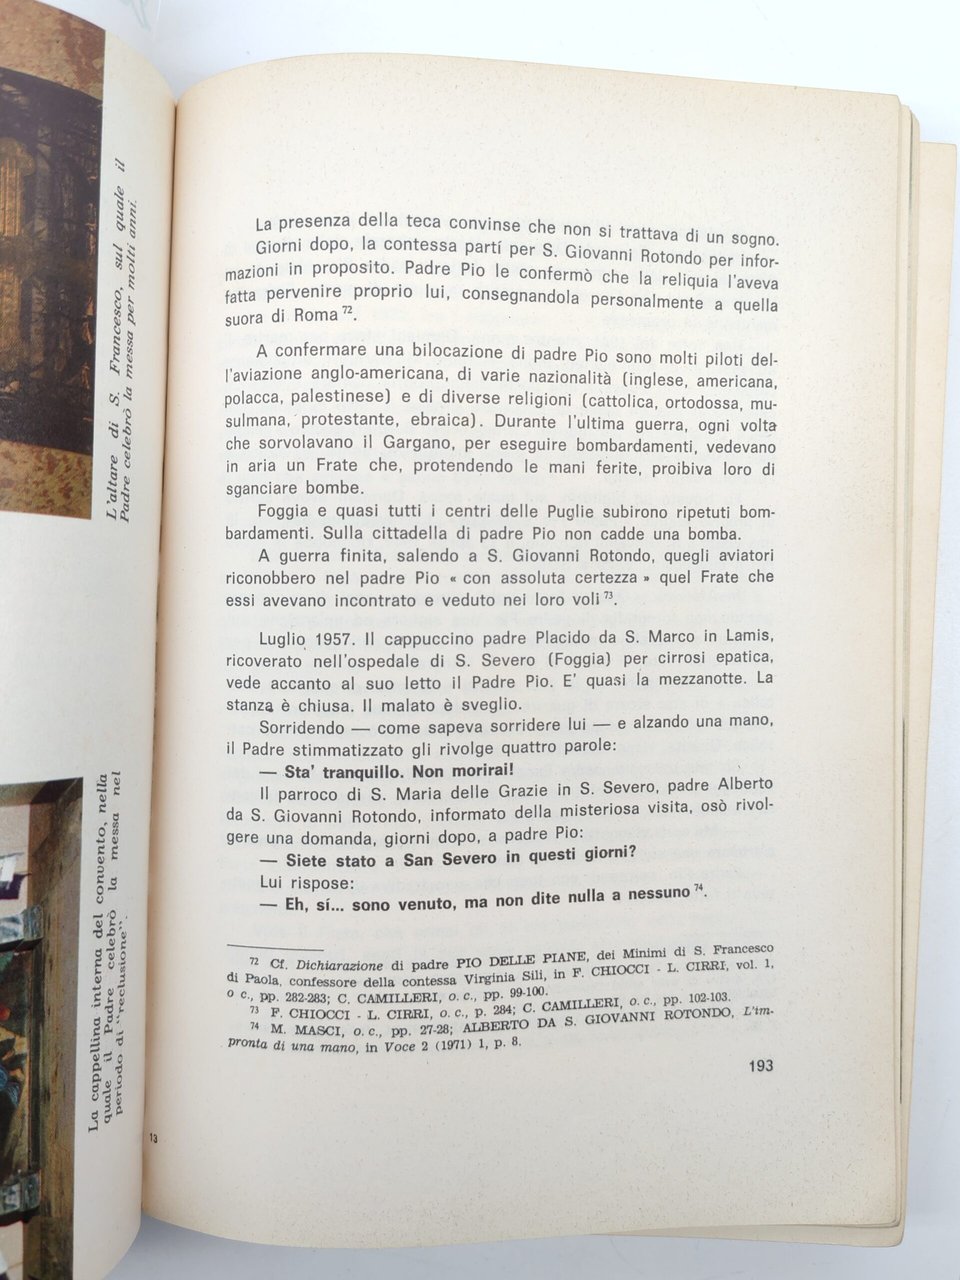 L'altare di S. Francesco, sul quale il
Padre celebrò la messa per molti anni.
La cappellina interna del convento, nella
quale il Padre celebrò la messa nel
periodo di "reclusione".
13
La presenza della teca convinse che non si trattava di un sogno.
Giorni dopo, la contessa partí per S. Giovanni Rotondo per infor-
mazioni in proposito. Padre Pio le confermò che la reliquia l'aveva
fatta pervenire proprio lui, consegnandola personalmente a quella
suora di Roma 72.
A confermare una bilocazione di padre Pio sono molti piloti del-
l'aviazione anglo-americana, di varie nazionalità (inglese, americana,
polacca, palestinese) e di diverse religioni (cattolica, ortodossa, mu-
sulmana, protestante, ebraica). Durante l'ultima guerra, ogni volta
che sorvolavano il Gargano, per eseguire bombardamenti, vedevano
in aria un Frate che, protendendo le mani ferite, proibiva loro di
sganciare bombe.
Foggia e quasi tutti i centri delle Puglie subirono ripetuti bom-
bardamenti. Sulla cittadella di padre Pio non cadde una bomba.
A guerra finita, salendo a S. Giovanni Rotondo, quegli aviatori
riconobbero nel padre Pio « con assoluta certezza » quel Frate che
essi avevano incontrato e veduto nei loro voli 73.
Luglio 1957. Il cappuccino padre Placido da S. Marco in Lamis,
ricoverato nell'ospedale di S. Severo (Foggia) per cirrosi epatica,
vede accanto al suo letto il Padre Pio. E' quasi la mezzanotte. La
stanza è chiusa. Il malato è sveglio.
Sorridendo — come sapeva sorridere lui — e alzando una mano,
il Padre stimmatizzato gli rivolge quattro parole:
— Sta' tranquillo. Non morirai!
Il parroco di S. Maria delle Grazie in S. Severo, padre Alberto
da S. Giovanni Rotondo, informato della misteriosa visita, osò rivol-
gere una domanda, giorni dopo, a padre Pio:
— Siete stato a San Severo in questi giorni?
Lui rispose:
— Eh, sí... sono venuto, ma non dite nulla a nessuno 74.
72 Cf. Dichiarazione di padre PIO DELLE PIANE, dei Minimi di S. Francesco
di Paola, confessore della contessa Virginia Sili, in F. CHIOCCI - L. CIRRI, vol. 1,
o c., pp. 282-283; C. CAMILLERI, o. c., pp. 99-100.
73 F. CHIOCCI - L. CIRRI, o. c., p. 284; C. CAMILLERI, o. c., pp. 102-103.
74 M. MASCI, o. c., pp. 27-28; ALBERTO DA S. GIOVANNI ROTONDO, L'im-
pronta di una mano, in Voce 2 (1971) 1, p. 8.
193